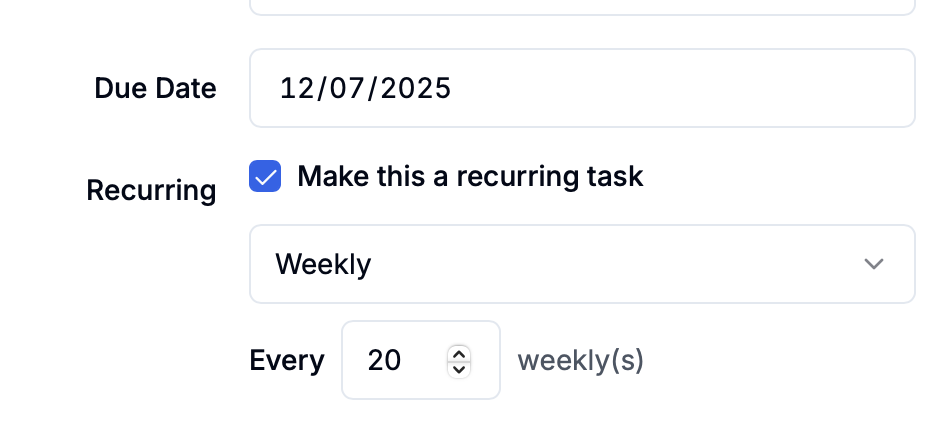 Due Date 12/07/2025
Recurring Make this a recurring task
Weekly
Every 20 weekly(s)